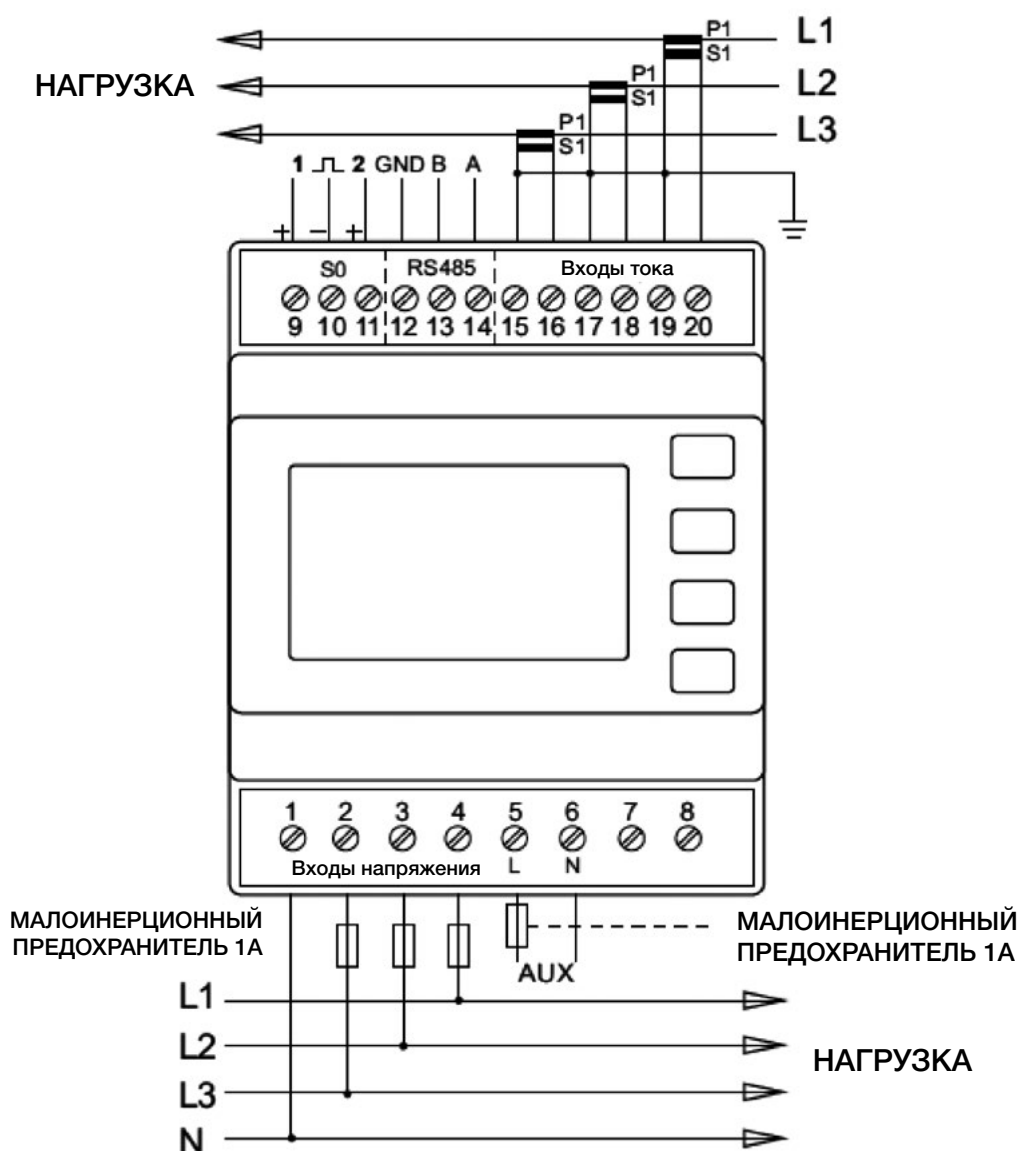 P1
L1
S1
НАГРУЗКА
P1
L2
S1
P1
L3
S1
1 2 GND B A
+ − +
S0 RS485 Входы тока
9 10 11 12 13 14 15 16 17 18 19 20
1 2 3 4 5 6 7 8
Входы напряжения L N
МАЛОИНЕРЦИОННЫЙ
ПРЕДОХРАНИТЕЛЬ 1А
МАЛОИНЕРЦИОННЫЙ
ПРЕДОХРАНИТЕЛЬ 1А
AUX
L1
L2
НАГРУЗКА
L3
N